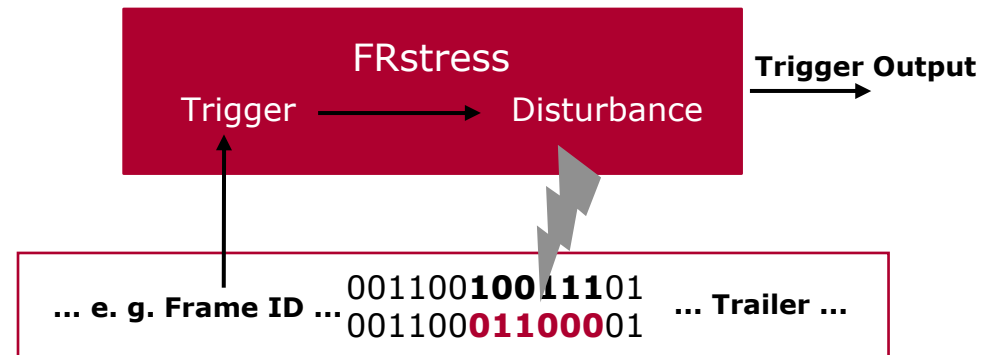 FRstress
Trigger Output
Trigger Disturbance
00110010011101
... e. g. Frame ID ... ... Trailer ...
00110001100001